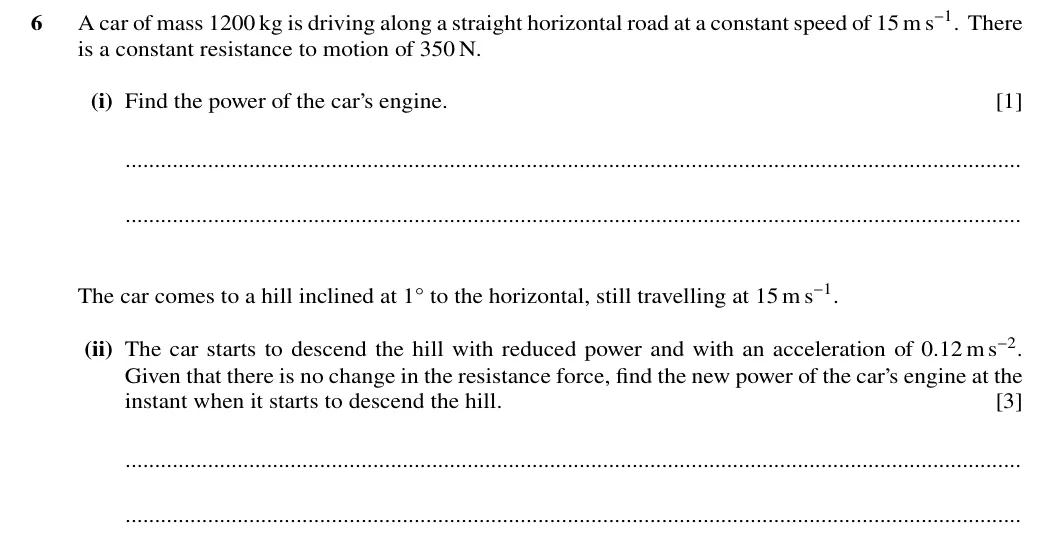 6 A car of mass 1200 kg is driving along a straight horizontal road at a constant speed of 15 m s⁻¹. There
is a constant resistance to motion of 350 N.
(i) Find the power of the car's engine. [1]
................................................................................
................................................................................
The car comes to a hill inclined at 1° to the horizontal, still travelling at 15 m s⁻¹.
(ii) The car starts to descend the hill with reduced power and with an acceleration of 0.12 m s⁻².
Given that there is no change in the resistance force, find the new power of the car's engine at the
instant when it starts to descend the hill. [3]
................................................................................
................................................................................